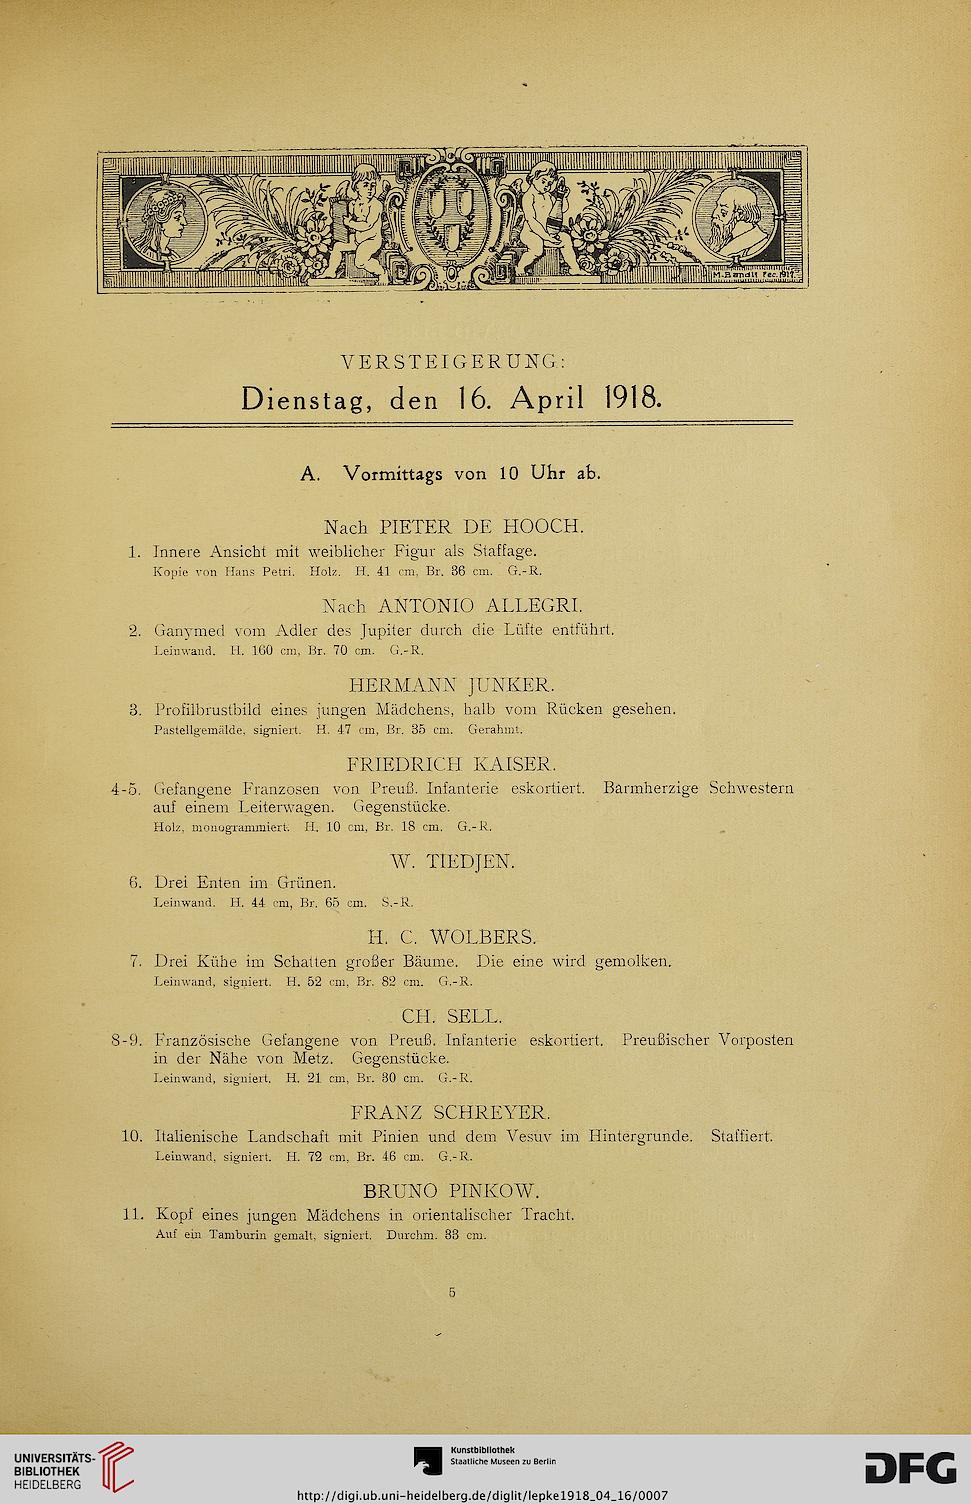 M. Bandli fec. 1917.
VERSTEIGERUNG:
Dienstag, den 16. April 1918.
A. Vormittags von 10 Uhr ab.
Nach PIETER DE HOOCH.
1. Innere Ansicht mit weiblicher Figur als Staffage.
Kopie von Hans Petri. Holz. H. 41 cm, Br. 36 cm. G.-R.
Nach ANTONIO ALLEGRI.
2. Ganymed vom Adler des Jupiter durch die Lüfte entführt.
Leinwand. H. 160 cm, Br. 70 cm. G.-R.
HERMANN JUNKER.
3. Profilbrustbild eines jungen Mädchens, halb vom Rücken gesehen.
Pastellgemälde, signiert. H. 47 cm, Br. 35 cm. Gerahmt.
FRIEDRICH KAISER.
4-5. Gefangene Franzosen von Preuß. Infanterie eskortiert. Barmherzige Schwestern
auf einem Leiterwagen. Gegenstücke.
Holz, monogrammiert. H. 10 cm, Br. 18 cm. G.-R.
W. TIEDJEN.
6. Drei Enten im Grünen.
Leinwand. H. 44 cm, Br. 65 cm. S.-R.
H. C. WOLBERS.
7. Drei Kühe im Schatten großer Bäume. Die eine wird gemolken.
Leinwand, signiert. H. 52 cm, Br. 82 cm. G.-R.
CH. SELL.
8-9. Französische Gefangene von Preuß. Infanterie eskortiert. Preußischer Vorposten
in der Nähe von Metz. Gegenstücke.
Leinwand, signiert. H. 21 cm, Br. 30 cm. G.-R.
FRANZ SCHREYER.
10. Italienische Landschaft mit Pinien und dem Vesuv im Hintergrunde. Staffiert.
Leinwand, signiert. H. 72 cm, Br. 46 cm. G.-R.
BRUNO PINKOW.
11. Kopf eines jungen Mädchens in orientalischer Tracht.
Auf ein Tamburin gemalt, signiert. Durchm. 33 cm.
5
UNIVERSITÄTS-
BIBLIOTHEK
HEIDELBERG
Kunstbibliothek
Staatliche Museen zu Berlin
http://digi.ub.uni-heidelberg.de/diglit/lepke1918_04_16/0007
DFG